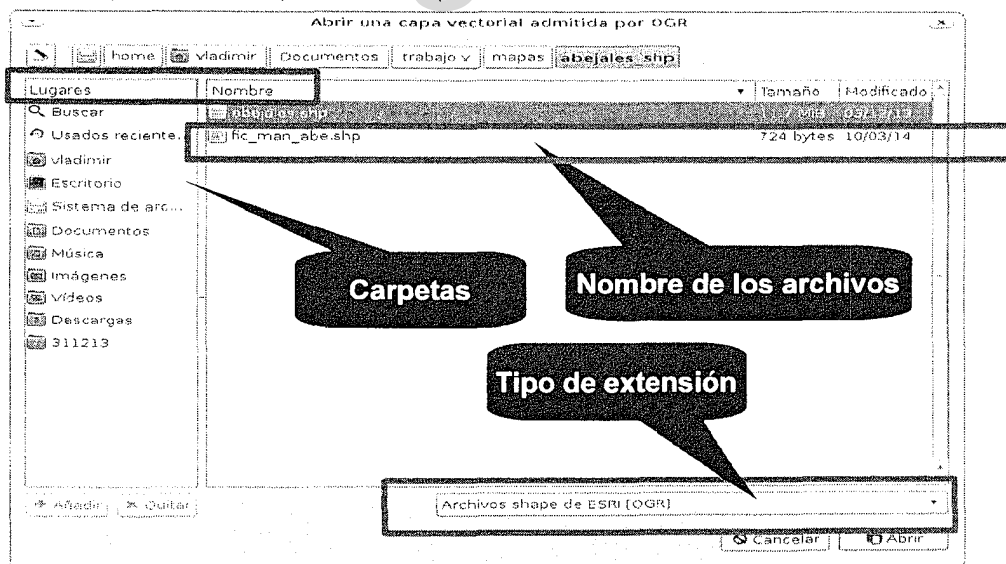 Abrir una capa vectorial admitida por OGR
home vladimir Documentos trabajo v mapas abejales_shp
Lugares
Nombre Tamaño Modificado
Buscar
Usados reciente.
fic_man_abe.shp 724 bytes 10/03/14
vladimir
Escritorio
Sistema de arc...
Documentos
Música
Imágenes
Vídeos
Descargas
311213
Carpetas
Nombre de los archivos
Tipo de extensión
Añadir Quitar
Archivos shape de ESRI [OGR]
Cancelar Abrir